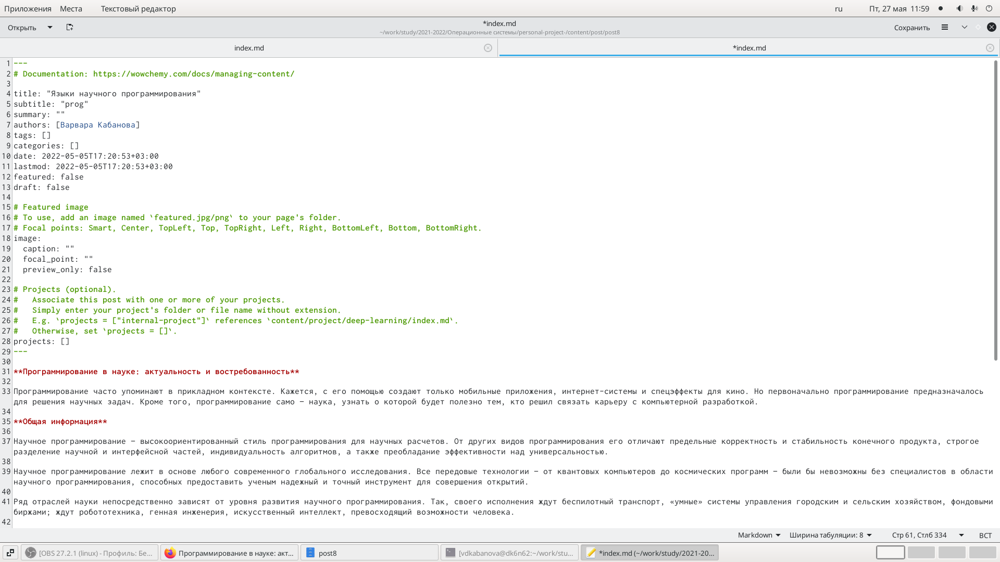 Приложения Места Текстовый редактор ru Пт, 27 мая 11:59
Открыть *index.md Сохранить
~/work/study/2021-2022/Операционные системы/personal-project-/content/post/post8
index.md *index.md
1 ---
2 # Documentation: https://wowchemy.com/docs/managing-content/
3
4 title: "Языки научного программирования"
5 subtitle: "prog"
6 summary: ""
7 authors: [Варвара Кабанова]
8 tags: []
9 categories: []
10 date: 2022-05-05T17:20:53+03:00
11 lastmod: 2022-05-05T17:20:53+03:00
12 featured: false
13 draft: false
14
15 # Featured image
16 # To use, add an image named `featured.jpg/png` to your page's folder.
17 # Focal points: Smart, Center, TopLeft, Top, TopRight, Left, Right, BottomLeft, Bottom, BottomRight.
18 image:
19   caption: ""
20   focal_point: ""
21   preview_only: false
22
23 # Projects (optional).
24 #   Associate this post with one or more of your projects.
25 #   Simply enter your project's folder or file name without extension.
26 #   E.g. `projects = ["internal-project"]` references `content/project/deep-learning/index.md`.
27 #   Otherwise, set `projects = []`.
28 projects: []
29 ---
30
31 **Программирование в науке: актуальность и востребованность**
32
33 Программирование часто упоминают в прикладном контексте. Кажется, с его помощью создают только мобильные приложения, интернет-системы и спецэффекты для кино. Но первоначально программирование предназначалось
для решения научных задач. Кроме того, программирование само – наука, узнать о которой будет полезно тем, кто решил связать карьеру с компьютерной разработкой.
34
35 **Общая информация**
36
37 Научное программирование – высокоориентированный стиль программирования для научных расчетов. От других видов программирования его отличают предельные корректность и стабильность конечного продукта, строгое
разделение научной и интерфейсной частей, индивидуальность алгоритмов, а также преобладание эффективности над универсальностью.
38
39 Научное программирование лежит в основе любого современного глобального исследования. Все передовые технологии – от квантовых компьютеров до космических программ – были бы невозможны без специалистов в области
научного программирования, способных предоставить ученым надежный и точный инструмент для совершения открытий.
40
41 Ряд отраслей науки непосредственно зависят от уровня развития научного программирования. Так, своего исполнения ждут беспилотный транспорт, «умные» системы управления городским и сельским хозяйством, фондовыми
биржами; ждут робототехника, генная инженерия, искусственный интеллект, превосходящий возможности человека.
42
Markdown Ширина табуляции: 8 Стр 61, Стлб 334 ВСТ
[OBS 27.2.1 (linux) - Профиль: Бе... Программирование в науке: акт... post8 [vdkabanova@dk6n62:~/work/stu... *index.md (~/work/study/2021-20...